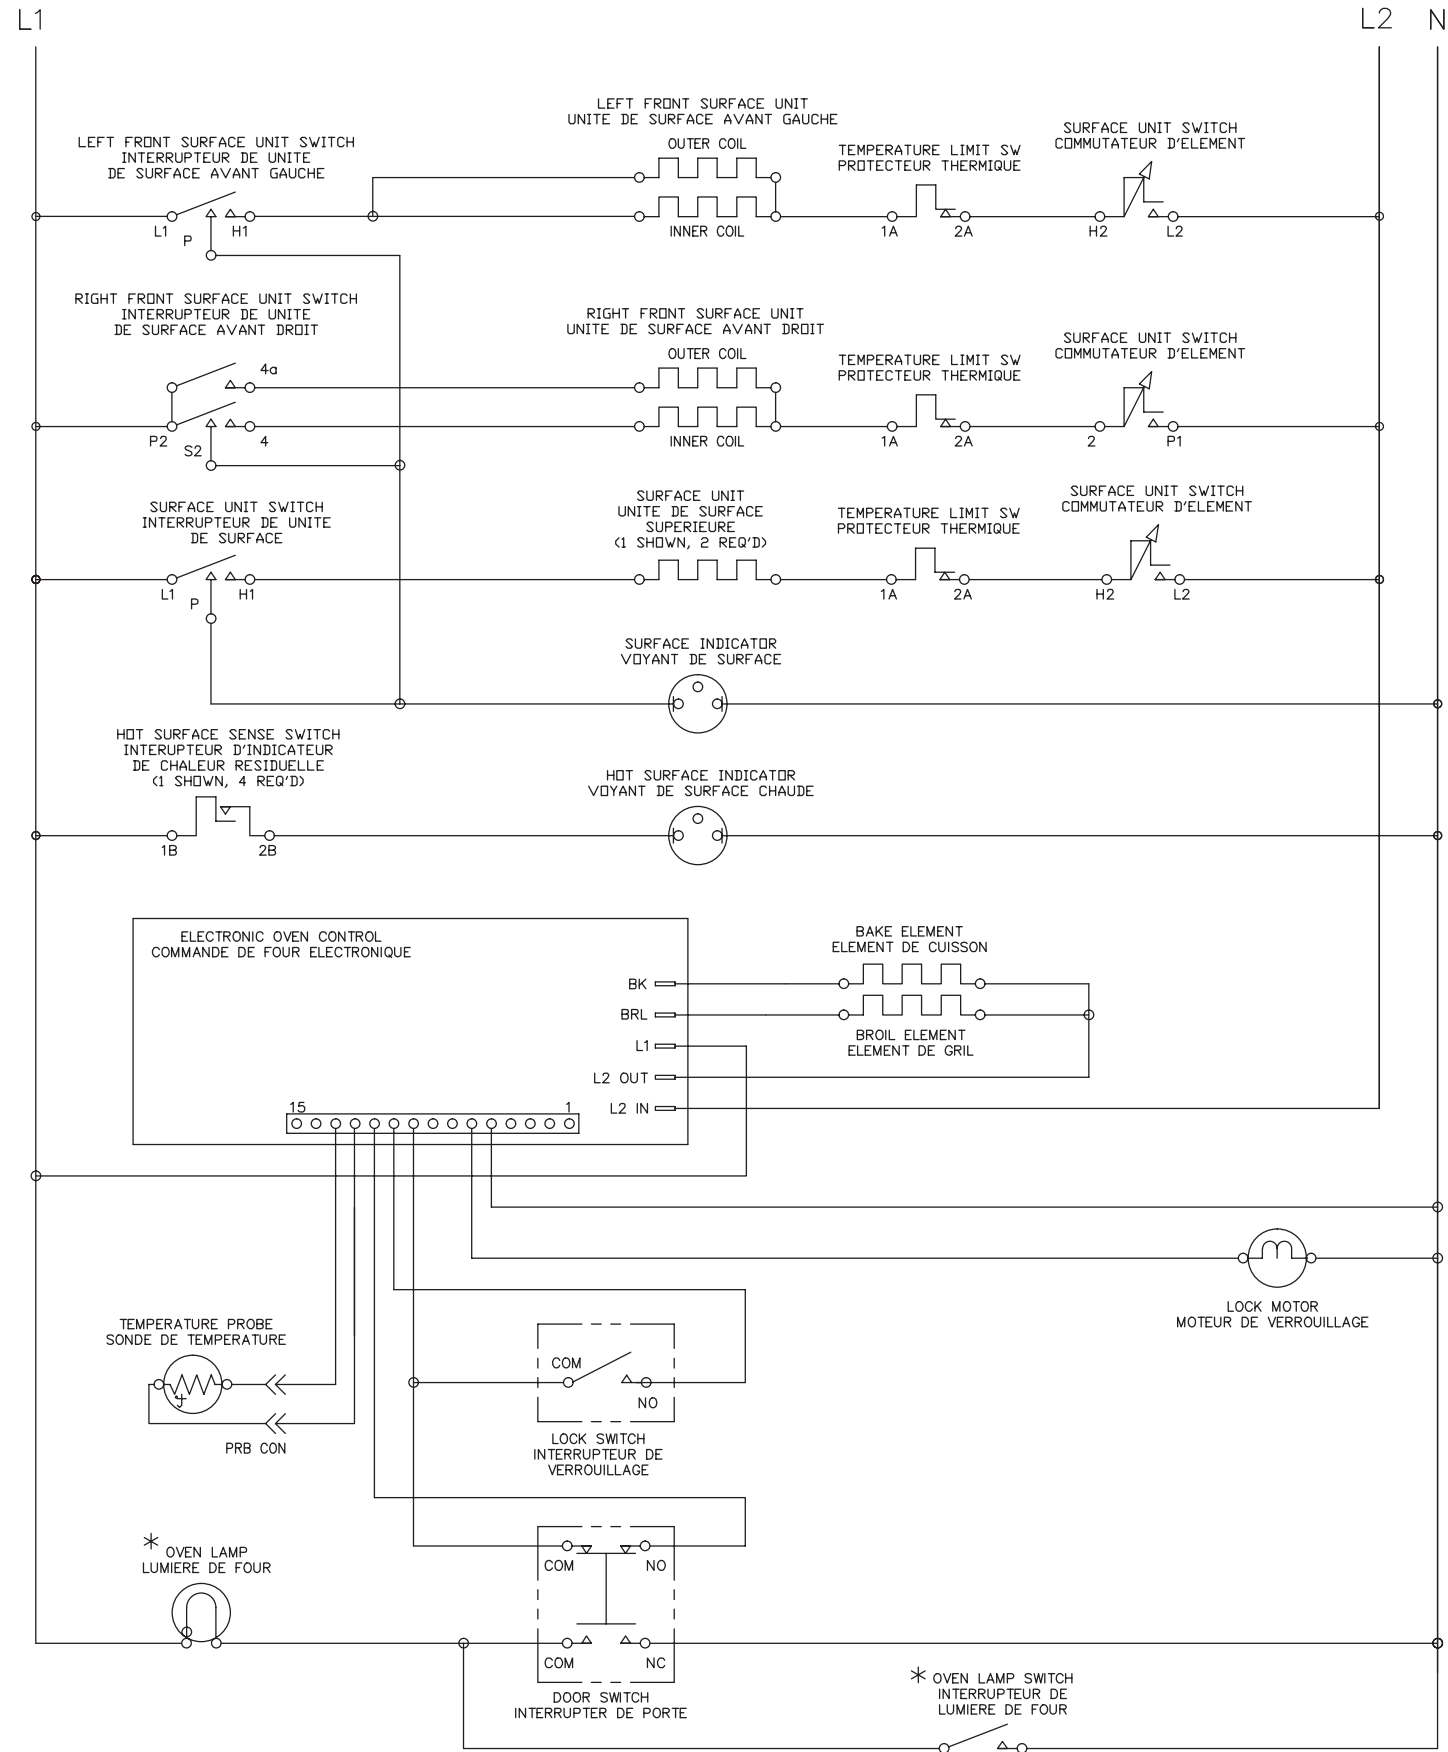 L1
L2 N
LEFT FRONT SURFACE UNIT
UNITE DE SURFACE AVANT GAUCHE
LEFT FRONT SURFACE UNIT SWITCH
INTERRUPTEUR DE UNITE
DE SURFACE AVANT GAUCHE
OUTER COIL
TEMPERATURE LIMIT SW
PROTECTEUR THERMIQUE
SURFACE UNIT SWITCH
COMMUTATEUR D'ELEMENT
L1
P
H1
INNER COIL
1A
2A
H2
L2
RIGHT FRONT SURFACE UNIT SWITCH
INTERRUPTEUR DE UNITE
DE SURFACE AVANT DROIT
RIGHT FRONT SURFACE UNIT
UNITE DE SURFACE AVANT DROIT
OUTER COIL
TEMPERATURE LIMIT SW
PROTECTEUR THERMIQUE
SURFACE UNIT SWITCH
COMMUTATEUR D'ELEMENT
4a
P2
S2
4
INNER COIL
1A
2A
2
P1
SURFACE UNIT SWITCH
INTERRUPTEUR DE UNITE
DE SURFACE
SURFACE UNIT
UNITE DE SURFACE
SUPERIEURE
(1 SHOWN, 2 REQ'D)
TEMPERATURE LIMIT SW
PROTECTEUR THERMIQUE
SURFACE UNIT SWITCH
COMMUTATEUR D'ELEMENT
L1
P
H1
1A
2A
H2
L2
SURFACE INDICATOR
VOYANT DE SURFACE
HOT SURFACE SENSE SWITCH
INTERUPTEUR D'INDICATEUR
DE CHALEUR RESIDUELLE
(1 SHOWN, 4 REQ'D)
HOT SURFACE INDICATOR
VOYANT DE SURFACE CHAUDE
1B
2B
ELECTRONIC OVEN CONTROL
COMMANDE DE FOUR ELECTRONIQUE
BAKE ELEMENT
ELEMENT DE CUISSON
BK
BRL
BROIL ELEMENT
ELEMENT DE GRIL
L1
L2 OUT
L2 IN
15
1
LOCK MOTOR
MOTEUR DE VERROUILLAGE
TEMPERATURE PROBE
SONDE DE TEMPERATURE
PRB CON
COM
NO
LOCK SWITCH
INTERRUPTEUR DE
VERROUILLAGE
* OVEN LAMP
LUMIERE DE FOUR
COM
NO
COM
NC
DOOR SWITCH
INTERRUPTER DE PORTE
* OVEN LAMP SWITCH
INTERRUPTEUR DE
LUMIERE DE FOUR